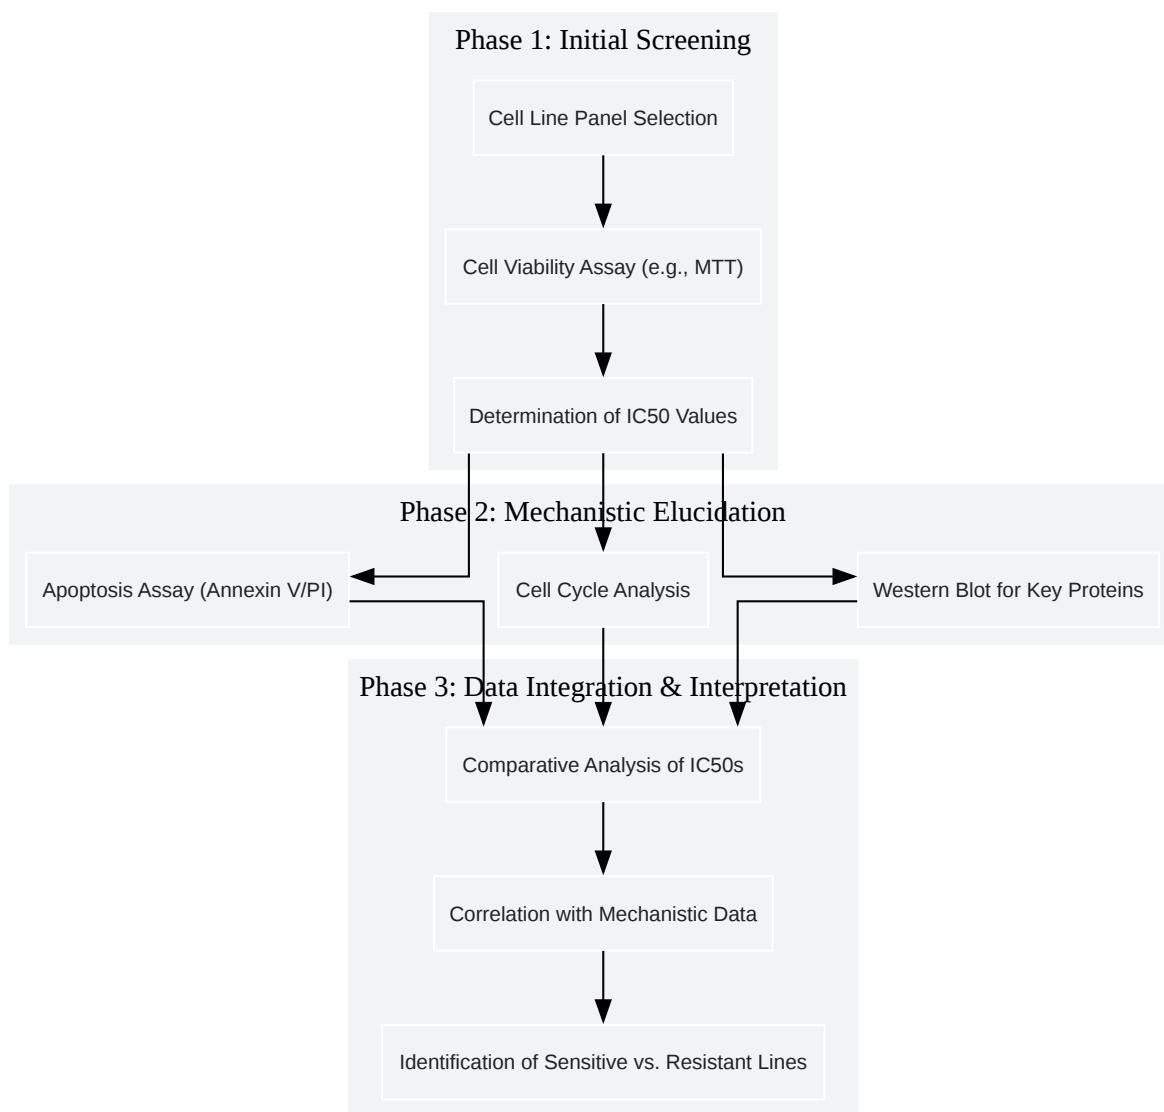 Phase 1: Initial Screening
Cell Line Panel Selection
Cell Viability Assay (e.g., MTT)
Determination of IC50 Values
Phase 2: Mechanistic Elucidation
Apoptosis Assay (Annexin V/PI)
Cell Cycle Analysis
Western Blot for Key Proteins
Phase 3: Data Integration & Interpretation
Comparative Analysis of IC50s
Correlation with Mechanistic Data
Identification of Sensitive vs. Resistant Lines